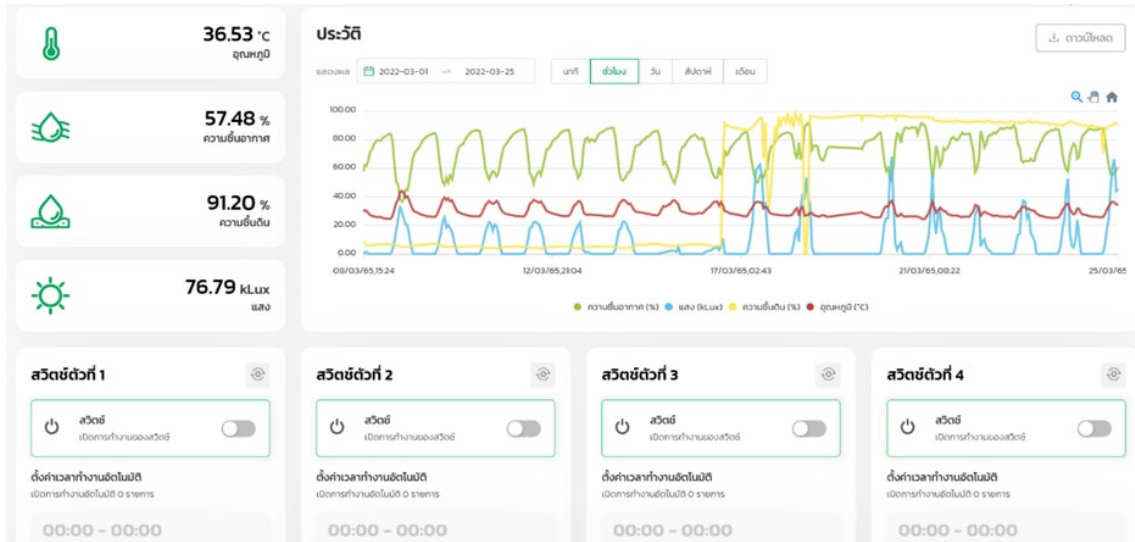 36.53 °C
อุณหภูมิ
57.48 %
ความชื้นอากาศ
91.20 %
ความชื้นดิน
76.79 kLux
แสง
ประวัติ
ดาวน์โหลด
แสดงผล 2022-03-01 → 2022-03-25 นาที ชั่วโมง วัน สัปดาห์ เดือน
100.00
80.00
60.00
40.00
20.00
0.00
08/03/65,15:24 12/03/65,21:04 17/03/65,02:43 21/03/65,08:22 25/03/65
ความชื้นอากาศ (%) แสง (kLux) ความชื้นดิน (%) อุณหภูมิ (°C)
สวิตช์ตัวที่ 1
สวิตช์
เปิดการทำงานของสวิตช์
ตั้งค่าเวลาทำงานอัตโนมัติ
เปิดการทำงานอัตโนมัติ 0 รายการ
00:00 - 00:00
สวิตช์ตัวที่ 2
สวิตช์
เปิดการทำงานของสวิตช์
ตั้งค่าเวลาทำงานอัตโนมัติ
เปิดการทำงานอัตโนมัติ 0 รายการ
00:00 - 00:00
สวิตช์ตัวที่ 3
สวิตช์
เปิดการทำงานของสวิตช์
ตั้งค่าเวลาทำงานอัตโนมัติ
เปิดการทำงานอัตโนมัติ 0 รายการ
00:00 - 00:00
สวิตช์ตัวที่ 4
สวิตช์
เปิดการทำงานของสวิตช์
ตั้งค่าเวลาทำงานอัตโนมัติ
เปิดการทำงานอัตโนมัติ 0 รายการ
00:00 - 00:00